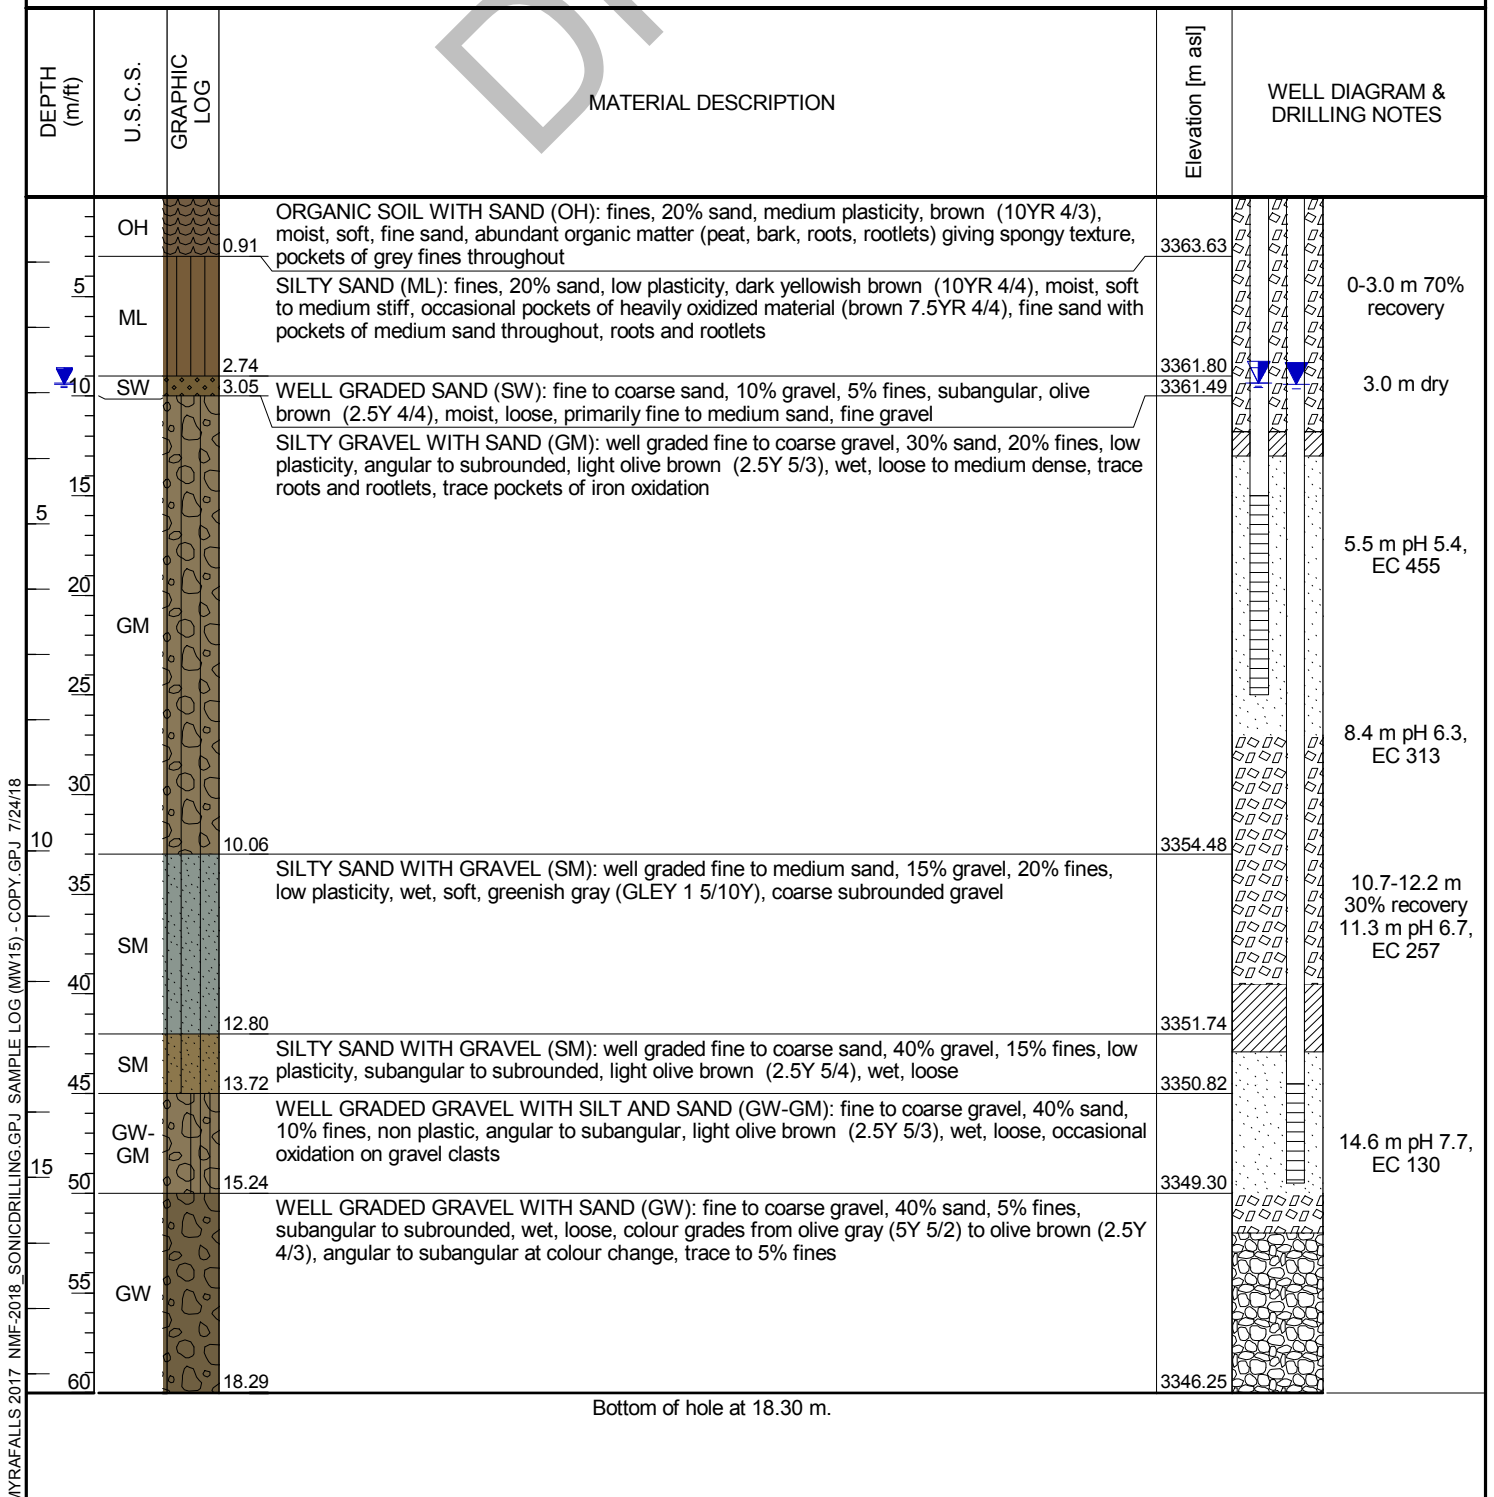 DEPTH
(m/ft)
U.S.C.S.
GRAPHIC
LOG
MATERIAL DESCRIPTION
Elevation [m asl]
WELL DIAGRAM &
DRILLING NOTES
OH
0.91
ORGANIC SOIL WITH SAND (OH): fines, 20% sand, medium plasticity, brown (10YR 4/3),
moist, soft, fine sand, abundant organic matter (peat, bark, roots, rootlets) giving spongy texture,
pockets of grey fines throughout
3363.63
5
ML
2.74
SILTY SAND (ML): fines, 20% sand, low plasticity, dark yellowish brown (10YR 4/4), moist, soft
to medium stiff, occasional pockets of heavily oxidized material (brown 7.5YR 4/4), fine sand with
pockets of medium sand throughout, roots and rootlets
3361.80
0-3.0 m 70%
recovery
10
SW
3.05
WELL GRADED SAND (SW): fine to coarse sand, 10% gravel, 5% fines, subangular, olive
brown (2.5Y 4/4), moist, loose, primarily fine to medium sand, fine gravel
3361.49
3.0 m dry
15
5
20
25
30
10
GM
10.06
SILTY GRAVEL WITH SAND (GM): well graded fine to coarse gravel, 30% sand, 20% fines, low
plasticity, angular to subrounded, light olive brown (2.5Y 5/3), wet, loose to medium dense, trace
roots and rootlets, trace pockets of iron oxidation
3354.48
5.5 m pH 5.4,
EC 455
8.4 m pH 6.3,
EC 313
35
40
SM
12.80
SILTY SAND WITH GRAVEL (SM): well graded fine to medium sand, 15% gravel, 20% fines,
low plasticity, wet, soft, greenish gray (GLEY 1 5/10Y), coarse subrounded gravel
3351.74
10.7-12.2 m
30% recovery
11.3 m pH 6.7,
EC 257
45
SM
13.72
SILTY SAND WITH GRAVEL (SM): well graded fine to coarse sand, 40% gravel, 15% fines, low
plasticity, subangular to subrounded, light olive brown (2.5Y 5/4), wet, loose
3350.82
15
50
GW-
GM
15.24
WELL GRADED GRAVEL WITH SILT AND SAND (GW-GM): fine to coarse gravel, 40% sand,
10% fines, non plastic, angular to subangular, light olive brown (2.5Y 5/3), wet, loose, occasional
oxidation on gravel clasts
3349.30
14.6 m pH 7.7,
EC 130
55
60
GW
18.29
WELL GRADED GRAVEL WITH SAND (GW): fine to coarse gravel, 40% sand, 5% fines,
subangular to subrounded, wet, loose, colour grades from olive gray (5Y 5/2) to olive brown (2.5Y
4/3), angular to subangular at colour change, trace to 5% fines
3346.25
Bottom of hole at 18.30 m.
MYRAFALLS 2017 NMF-2018_SONICDRILLING.GPJ SAMPLE LOG (MW15) - COPY.GPJ 7/24/18